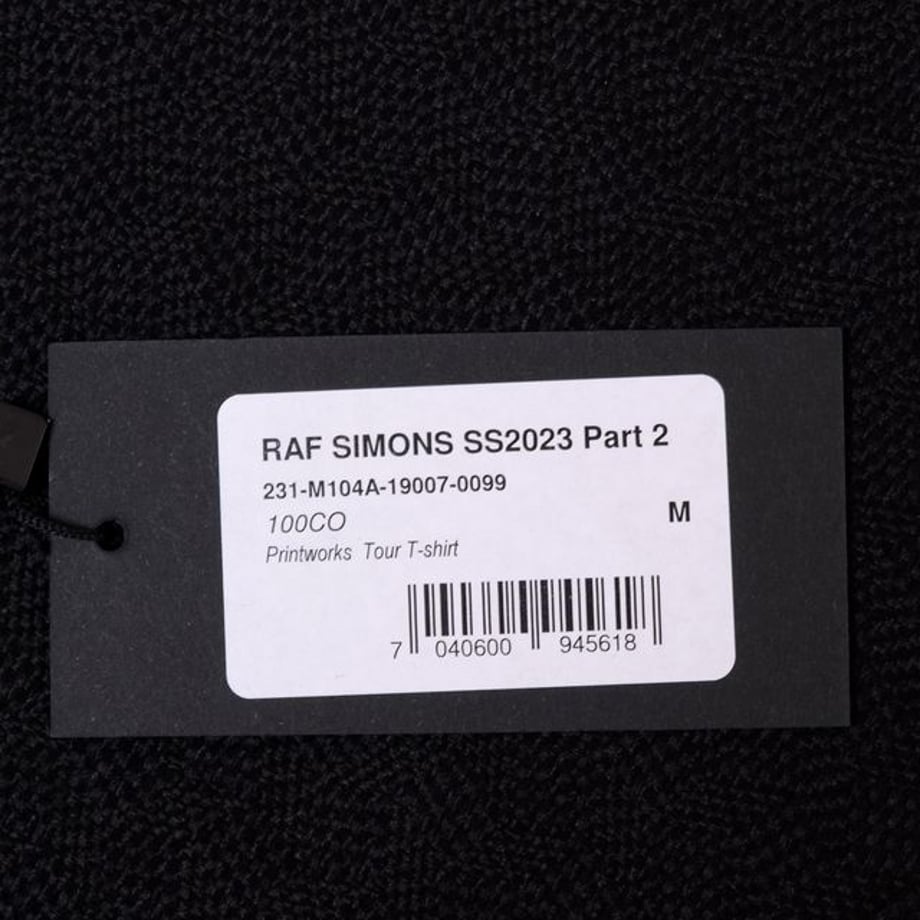 RAF SIMONS SS2023 Part 2
231-M104A-19007-0099
100CO
M
Printworks Tour T-shirt
7 040600 945618